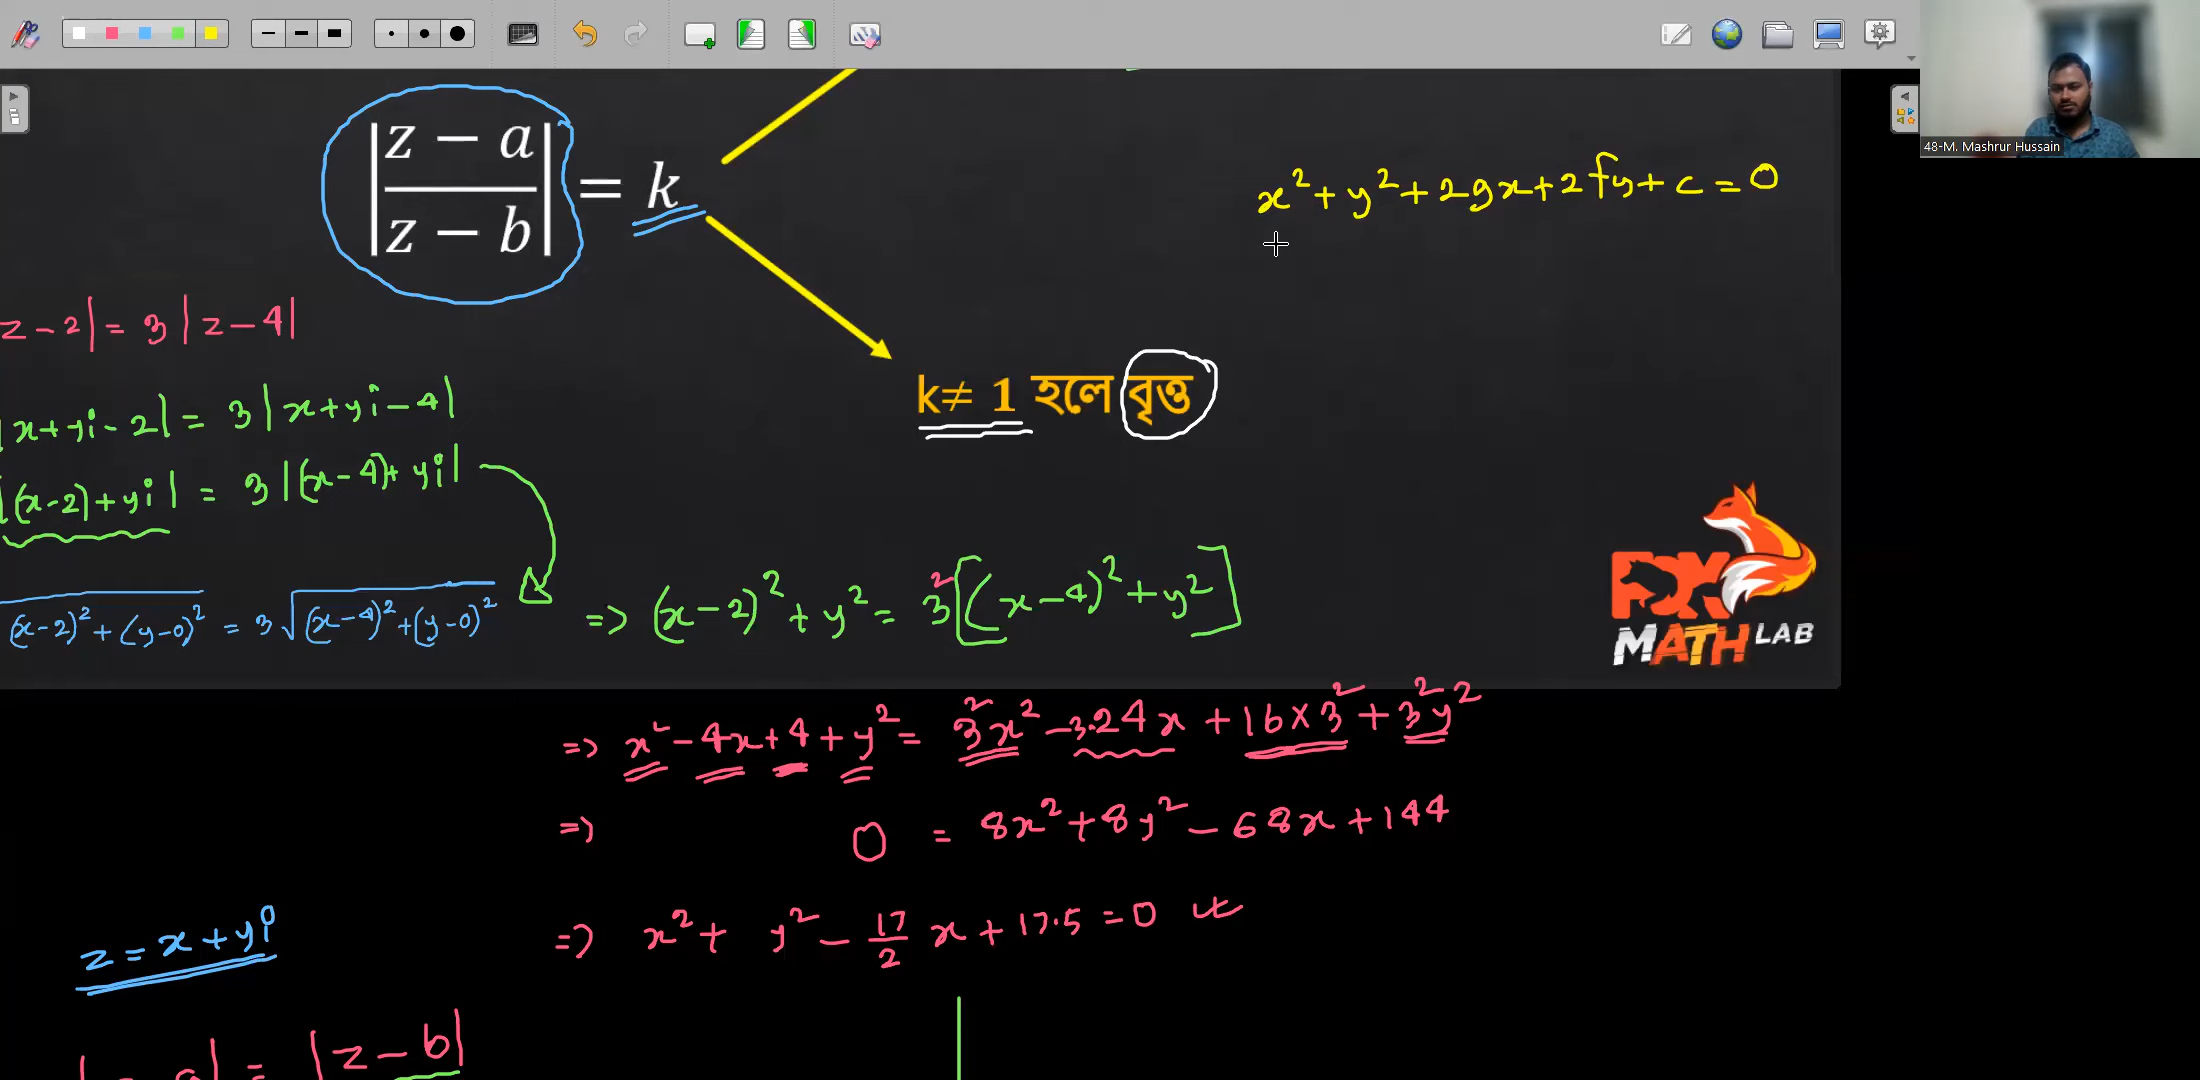 |z − a| / |z − b| = k
x² + y² + 2gx + 2fy + c = 0
48-M. Mashrur Hussain
z − 2| = 3 |z − 4|
|x + yi − 2| = 3 |x + yi − 4|
|(x − 2) + yi| = 3 |(x − 4) + yi|
k≠ 1 হলে বৃত্ত
√(x − 2)² + (y − 0)² = 3 √(x − 4)² + (y − 0)²
=> (x − 2)² + y² = 3² [(x − 4)² + y²]
FOX
MATH LAB
=> x² − 4x + 4 + y² = 3²x² − 3.24x + 16 × 3² + 3²y²
=> 0 = 8x² + 8y² − 68x + 144
=> x² + y² − 17/2 x + 17.5 = 0
z = x + yi
= |z − b|